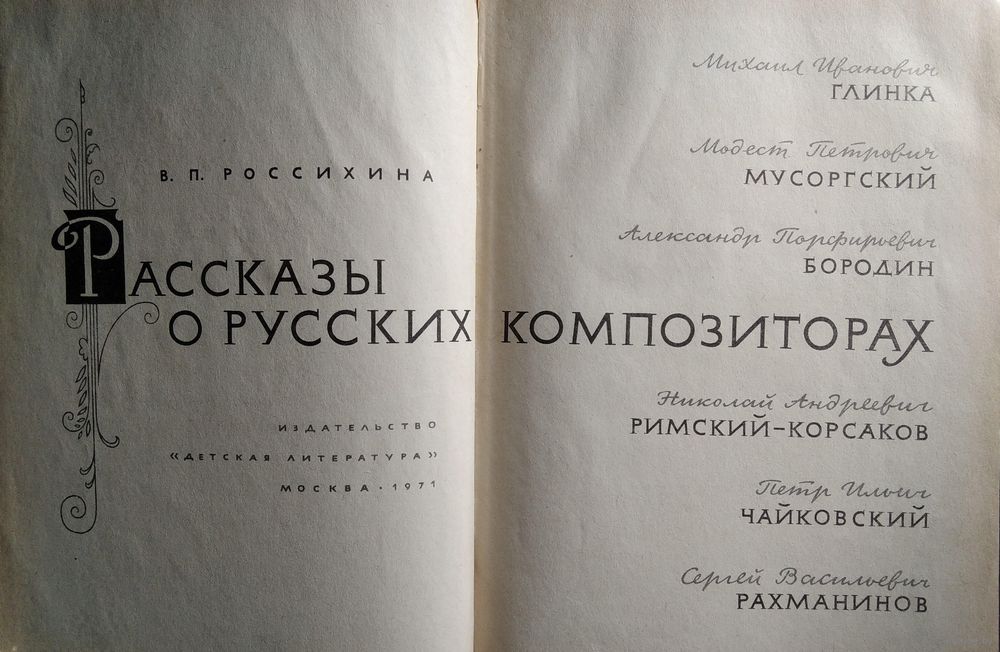 В. П. РОССИХИНА
РАССКАЗЫ
О РУССКИХ КОМПОЗИТОРАХ
ИЗДАТЕЛЬСТВО
«ДЕТСКАЯ ЛИТЕРАТУРА»
МОСКВА · 1971
Михаил Иванович
ГЛИНКА
Модест Петрович
МУСОРГСКИЙ
Александр Порфирьевич
БОРОДИН
Николай Андреевич
РИМСКИЙ-КОРСАКОВ
Петр Ильич
ЧАЙКОВСКИЙ
Сергей Васильевич
РАХМАНИНОВ